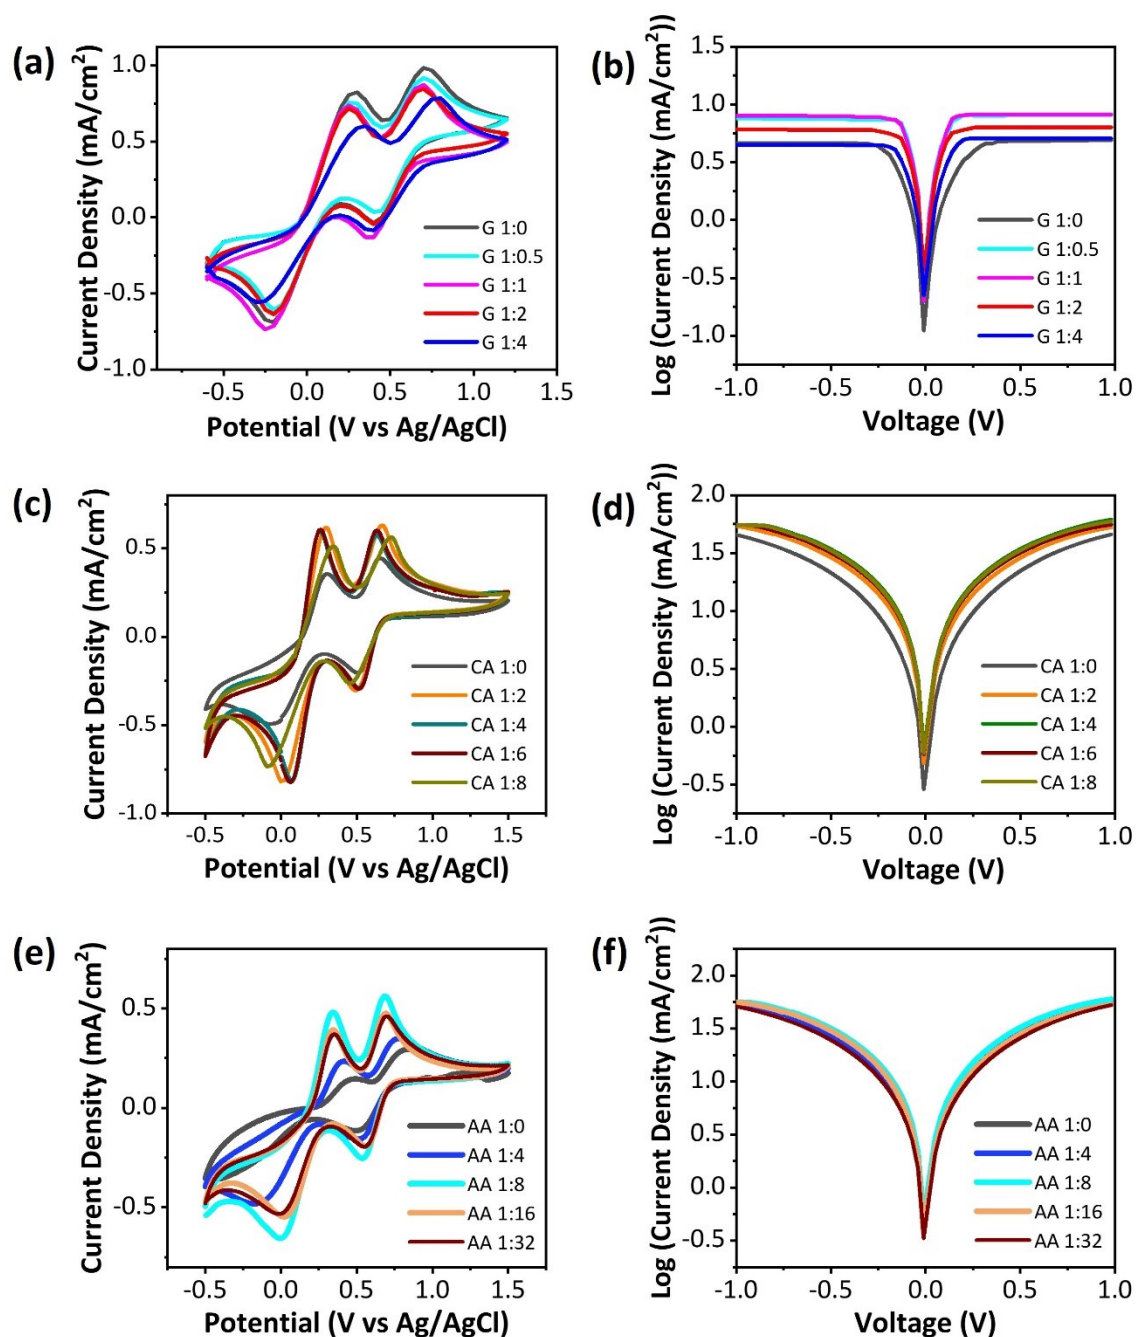 (a)
Current Density (mA/cm²)
1.0
0.5
0.0
-0.5
-1.0
G 1:0
G 1:0.5
G 1:1
G 1:2
G 1:4
-0.5 0.0 0.5 1.0 1.5
Potential (V vs Ag/AgCl)
(b)
Log (Current Density (mA/cm²))
1.5
1.0
0.5
0.0
-0.5
-1.0
G 1:0
G 1:0.5
G 1:1
G 1:2
G 1:4
-1.0 -0.5 0.0 0.5 1.0
Voltage (V)
(c)
Current Density (mA/cm²)
0.5
0.0
-0.5
-1.0
CA 1:0
CA 1:2
CA 1:4
CA 1:6
CA 1:8
-0.5 0.0 0.5 1.0 1.5
Potential (V vs Ag/AgCl)
(d)
Log (Current Density (mA/cm²))
2.0
1.5
1.0
0.5
0.0
-0.5
CA 1:0
CA 1:2
CA 1:4
CA 1:6
CA 1:8
-1.0 -0.5 0.0 0.5 1.0
Voltage (V)
(e)
Current Density (mA/cm²)
0.5
0.0
-0.5
AA 1:0
AA 1:4
AA 1:8
AA 1:16
AA 1:32
-0.5 0.0 0.5 1.0 1.5
Potential (V vs Ag/AgCl)
(f)
Log (Current Density (mA/cm²))
2.0
1.5
1.0
0.5
0.0
-0.5
AA 1:0
AA 1:4
AA 1:8
AA 1:16
AA 1:32
-1.0 -0.5 0.0 0.5 1.0
Voltage (V)